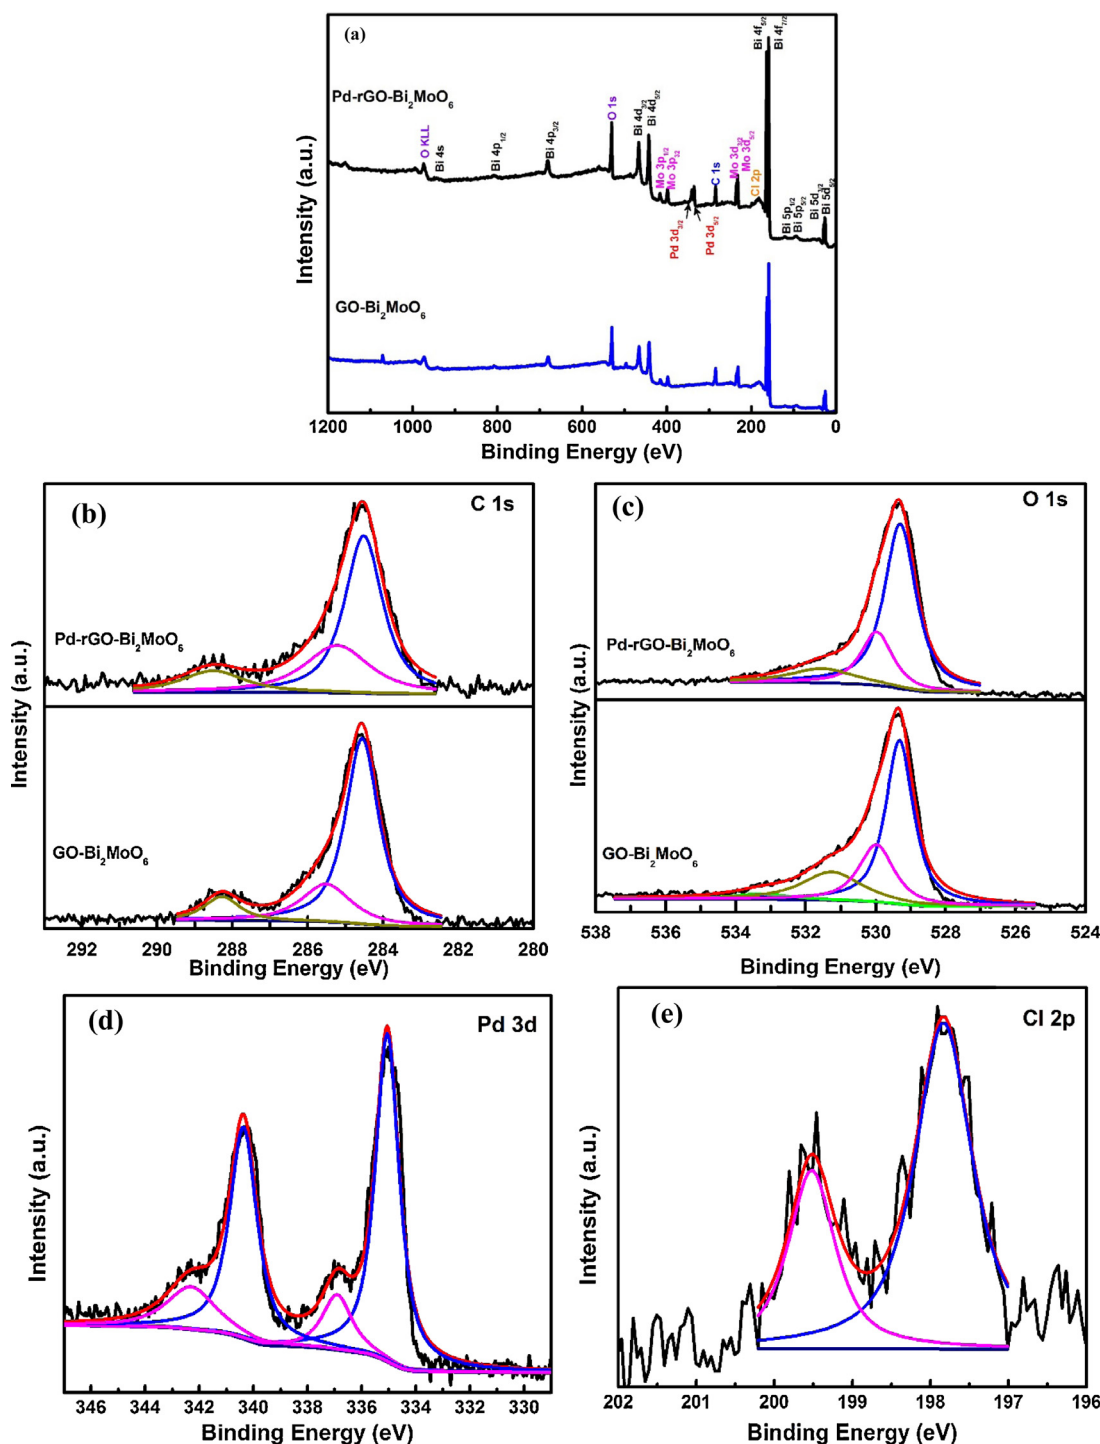 (a)
Pd-rGO-Bi₂MoO₆
O KLL
Bi 4s
Bi 4p₁/₂
Bi 4p₃/₂
O 1s
Bi 4d₃/₂
Bi 4d₅/₂
Mo 3p₁/₂
Mo 3p₃₂
Pd 3d₃/₂
Pd 3d₅/₂
C 1s
Mo 3d₃/₂
Mo 3d₅/₂
Cl 2p
Bi 4f₅/₂
Bi 4f₇/₂
Bi 5p₁/₂
Bi 5d₃/₂
Bi 5d₅/₂
GO-Bi₂MoO₆
Intensity (a.u.)
1200 1000 800 600 400 200 0
Binding Energy (eV)
(b)
C 1s
Pd-rGO-Bi₂MoO₆
GO-Bi₂MoO₆
Intensity (a.u.)
292 290 288 286 284 282 280
Binding Energy (eV)
(c)
O 1s
Pd-rGO-Bi₂MoO₆
GO-Bi₂MoO₆
Intensity (a.u.)
538 536 534 532 530 528 526 524
Binding Energy (eV)
(d)
Pd 3d
Intensity (a.u.)
346 344 342 340 338 336 334 332 330
Binding Energy (eV)
(e)
Cl 2p
Intensity (a.u.)
202 201 200 199 198 197 196
Binding Energy (eV)